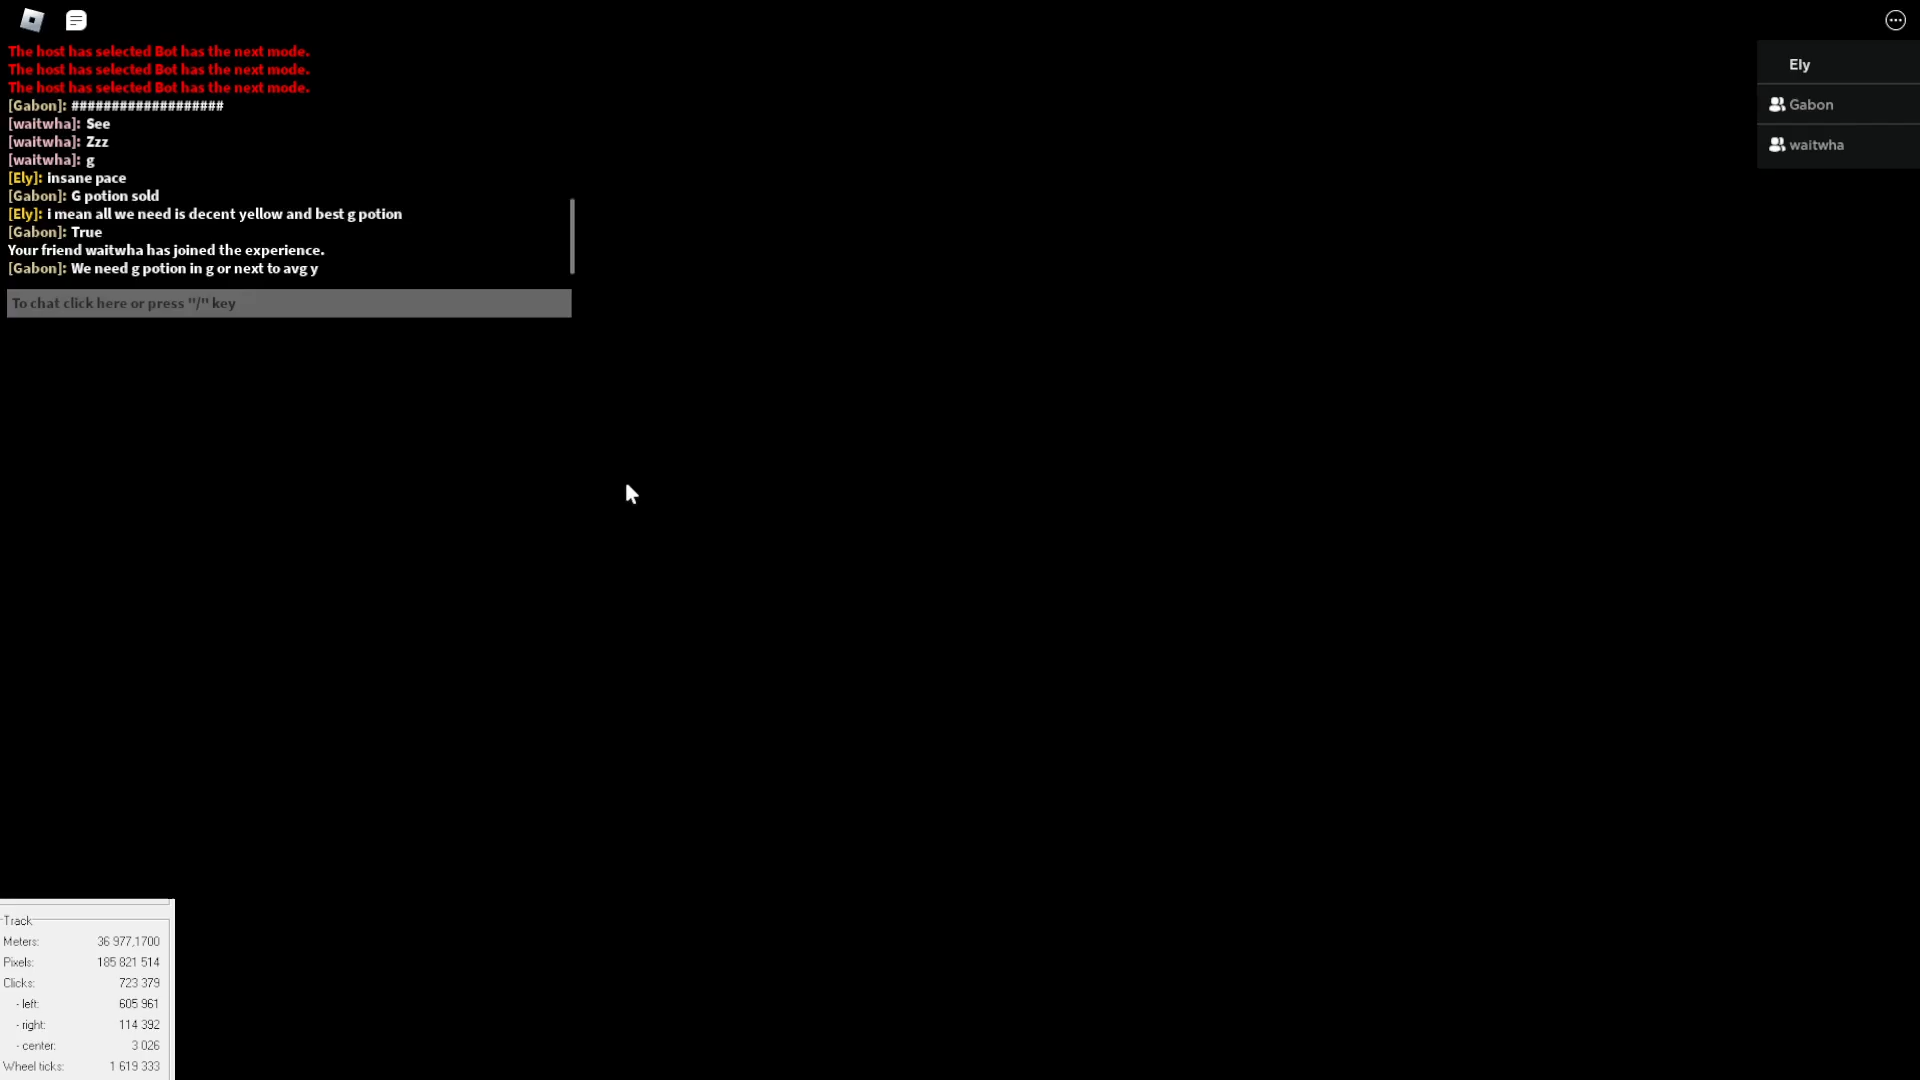 The host has selected Bot has the next mode.
The host has selected Bot has the next mode.
The host has selected Bot has the next mode.
[Gabon]: ###################
[waitwha]: See
[waitwha]: Zzz
[waitwha]: g
[Ely]: insane pace
[Gabon]: G potion sold
[Ely]: i mean all we need is decent yellow and best g potion
[Gabon]: True
Your friend waitwha has joined the experience.
[Gabon]: We need g potion in g or next to avg y
To chat click here or press "/" key
Ely
Gabon
waitwha
Track
Meters: 36 977,1700
Pixels: 185 821 514
Clicks: 723 379
- left: 605 961
- right: 114 392
- center: 3 026
Wheel ticks: 1 619 333